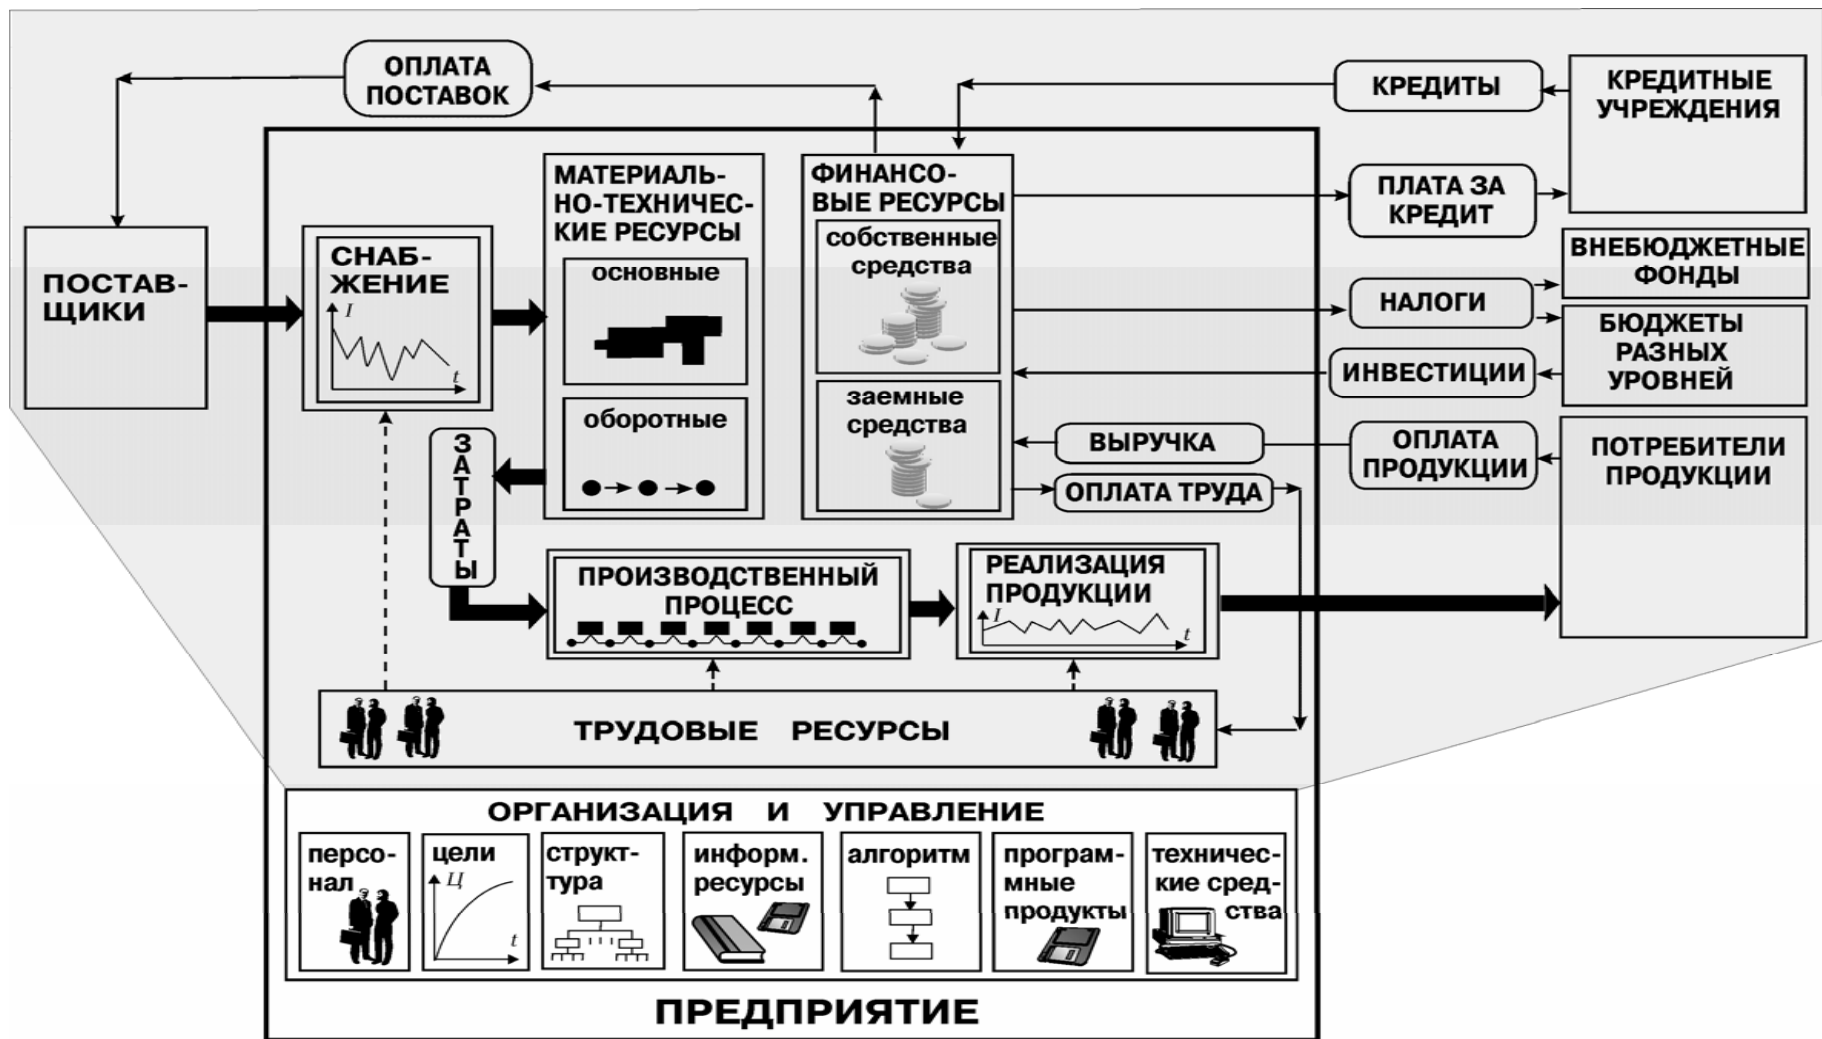 ОПЛАТА
ПОСТАВОК
КРЕДИТЫ
КРЕДИТНЫЕ
УЧРЕЖДЕНИЯ
МАТЕРИАЛЬ-
НО-ТЕХНИЧЕС-
КИЕ РЕСУРСЫ
ФИНАНСО-
ВЫЕ РЕСУРСЫ
ПЛАТА ЗА
КРЕДИТ
ПОСТАВ-
ЩИКИ
СНАБ-
ЖЕНИЕ
I
t
основные
собственные
средства
ВНЕБЮДЖЕТНЫЕ
ФОНДЫ
НАЛОГИ
БЮДЖЕТЫ
РАЗНЫХ
УРОВНЕЙ
ИНВЕСТИЦИИ
оборотные
заемные
средства
ВЫРУЧКА
ОПЛАТА
ПРОДУКЦИИ
ПОТРЕБИТЕЛИ
ПРОДУКЦИИ
ОПЛАТА ТРУДА
ЗАТРАТЫ
ПРОИЗВОДСТВЕННЫЙ
ПРОЦЕСС
РЕАЛИЗАЦИЯ
ПРОДУКЦИИ
I
t
ТРУДОВЫЕ РЕСУРСЫ
ОРГАНИЗАЦИЯ И УПРАВЛЕНИЕ
персо-
нал
цели
Ц
t
структ-
тура
информ.
ресурсы
алгоритм
програм-
мные
продукты
техничес-
кие сред-
ства
ПРЕДПРИЯТИЕ